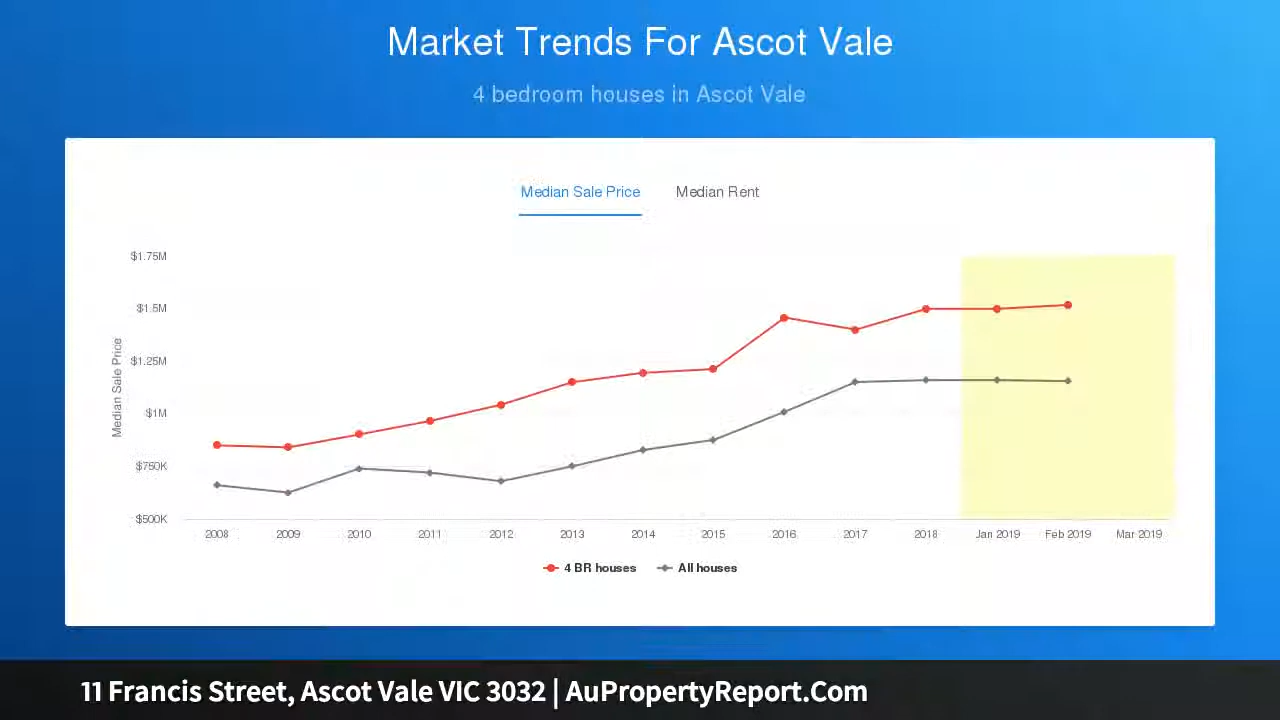 Market Trends For Ascot Vale
4 bedroom houses in Ascot Vale
Median Sale Price Median Rent
$1.75M
$1.5M
$1.25M
$1M
$750K
$500K
Median Sale Price
2008 2009 2010 2011 2012 2013 2014 2015 2016 2017 2018 Jan 2019 Feb 2019 Mar 2019
4 BR houses All houses
11 Francis Street, Ascot Vale VIC 3032 | AuPropertyReport.Com